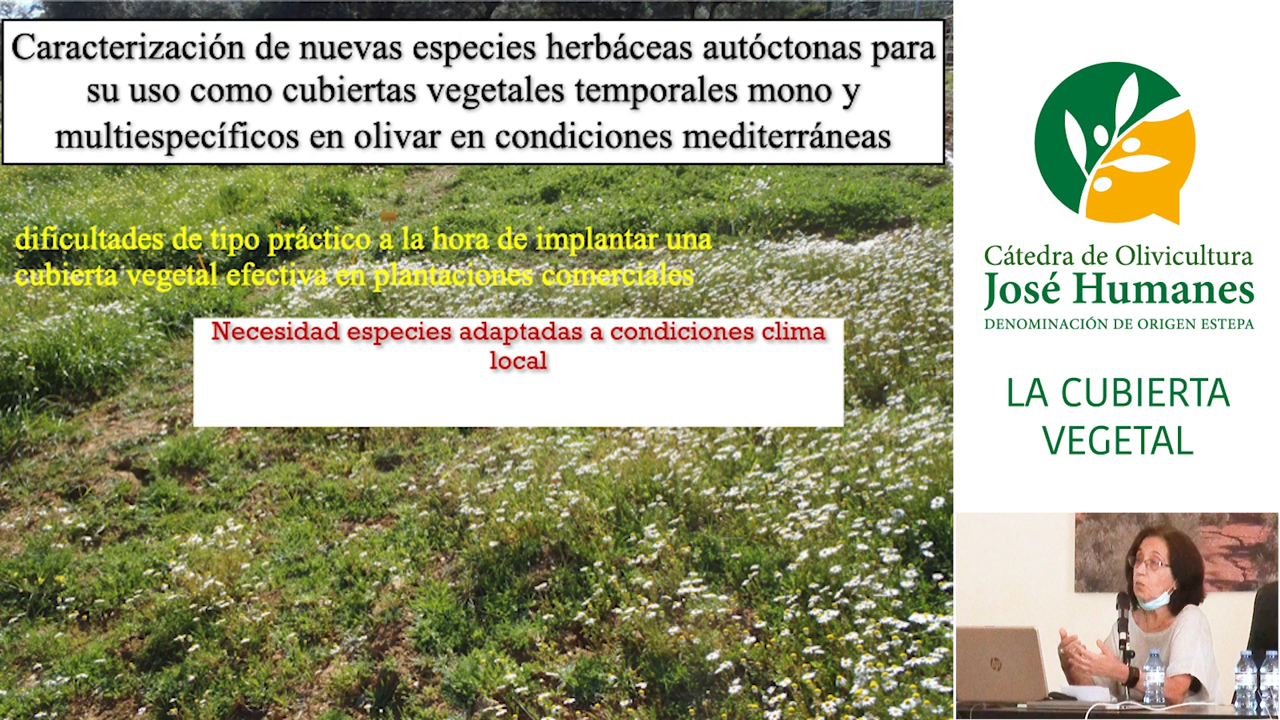 Caracterización de nuevas especies herbáceas autóctonas para
su uso como cubiertas vegetales temporales mono y
multiespecíficos en olivar en condiciones mediterráneas
dificultades de tipo práctico a la hora de implantar una
cubierta vegetal efectiva en plantaciones comerciales
Necesidad especies adaptadas a condiciones clima
local
Cátedra de Olivicultura
José Humanes
DENOMINACIÓN DE ORIGEN ESTEPA
LA CUBIERTA
VEGETAL
hp